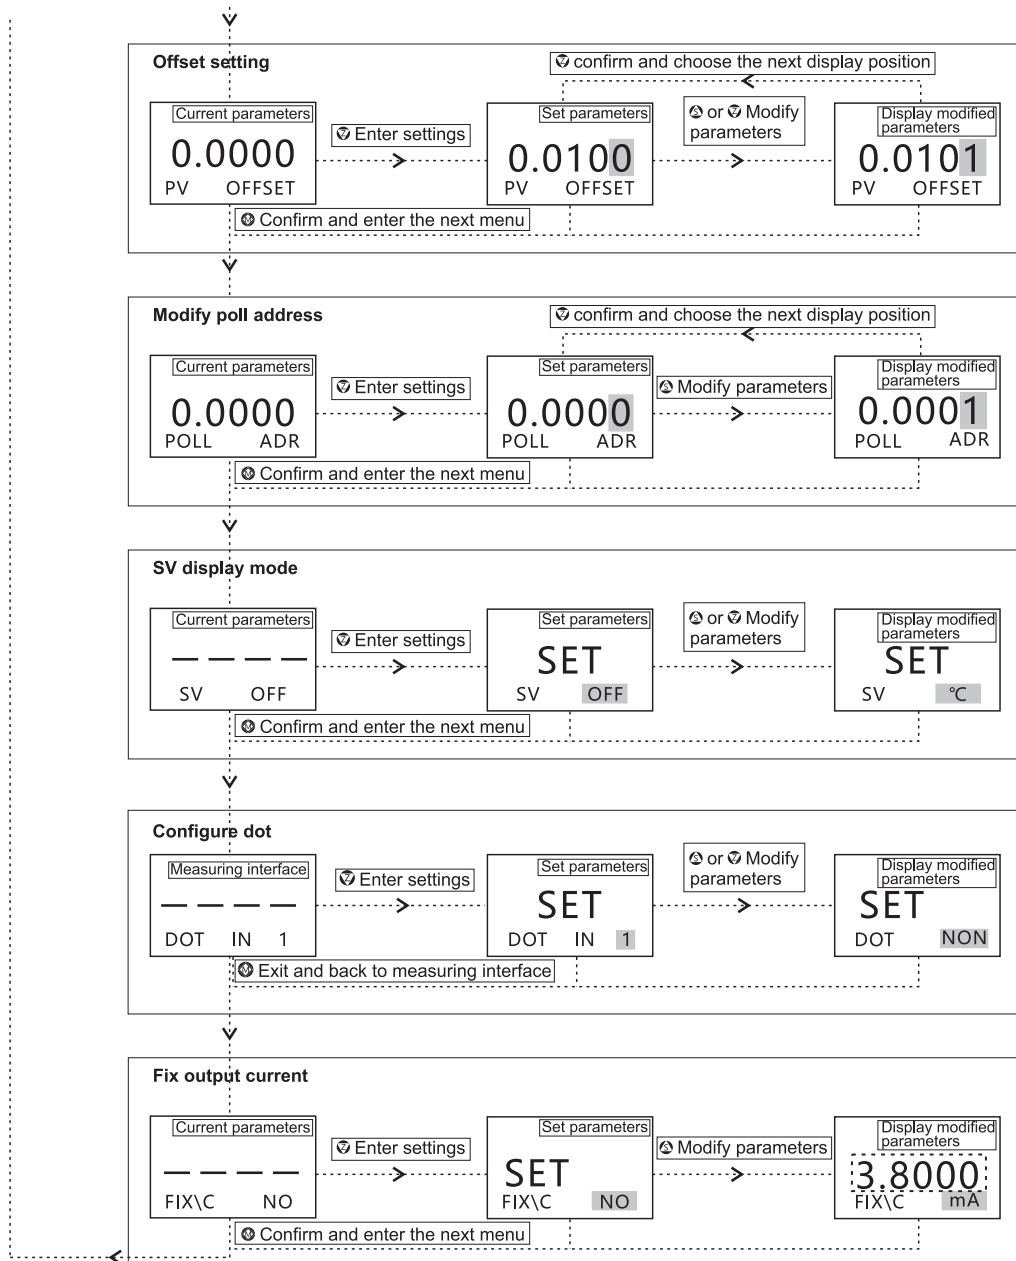 Offset setting
Ⓩ confirm and choose the next display position
Current parameters
0.0000
PV OFFSET
Ⓩ Enter settings
Set parameters
0.0100
PV OFFSET
Ⓢ or Ⓩ Modify
parameters
Display modified
parameters
0.0101
PV OFFSET
Ⓜ Confirm and enter the next menu
Modify poll address
Ⓩ confirm and choose the next display position
Current parameters
0.0000
POLL ADR
Ⓩ Enter settings
Set parameters
0.0000
POLL ADR
Ⓢ Modify parameters
Display modified
parameters
0.0001
POLL ADR
Ⓜ Confirm and enter the next menu
SV display mode
Current parameters
— — — —
SV OFF
Ⓩ Enter settings
Set parameters
SET
SV OFF
Ⓢ or Ⓩ Modify
parameters
Display modified
parameters
SET
SV °C
Ⓜ Confirm and enter the next menu
Configure dot
Measuring interface
— — — —
DOT IN 1
Ⓩ Enter settings
Set parameters
SET
DOT IN 1
Ⓢ or Ⓩ Modify
parameters
Display modified
parameters
SET
DOT NON
Ⓜ Exit and back to measuring interface
Fix output current
Current parameters
— — — —
FIX\C NO
Ⓩ Enter settings
Set parameters
SET
FIX\C NO
Ⓢ Modify parameters
Display modified
parameters
3.8000
FIX\C mA
Ⓜ Confirm and enter the next menu